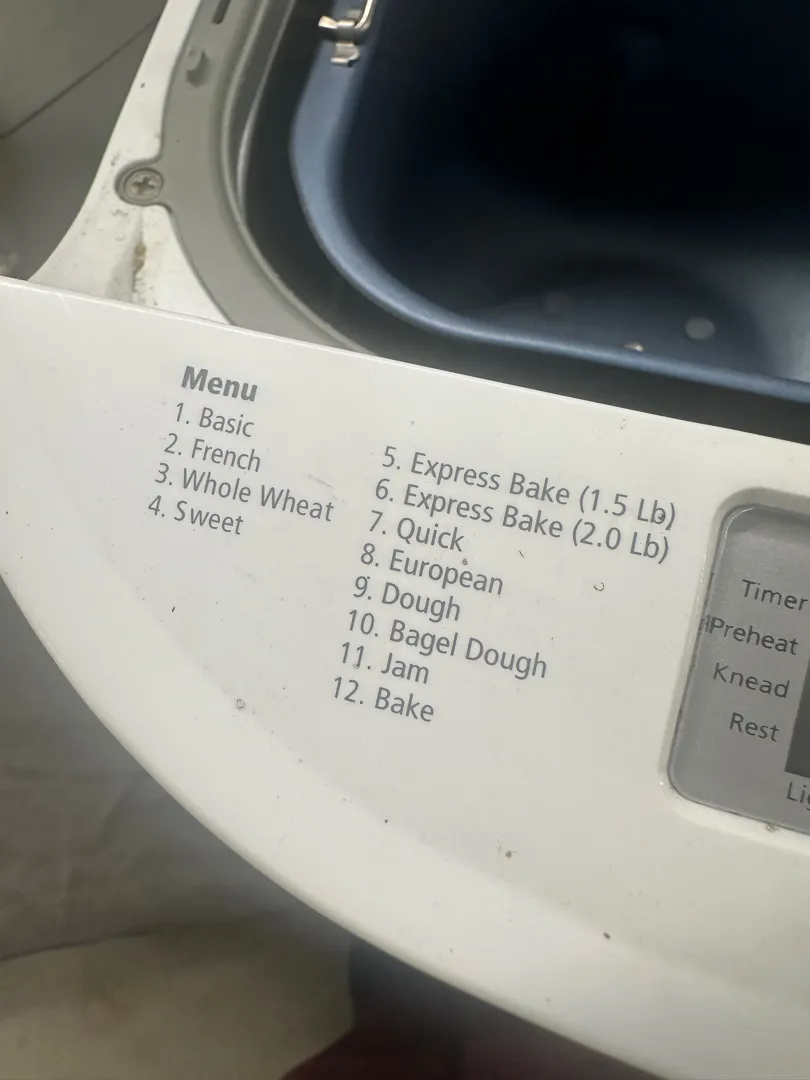 Menu
1. Basic
2. French
3. Whole Wheat
4. Sweet
5. Express Bake (1.5 Lb)
6. Express Bake (2.0 Lb)
7. Quick
8. European
9. Dough
10. Bagel Dough
11. Jam
12. Bake
Timer
Preheat
Knead
Rest